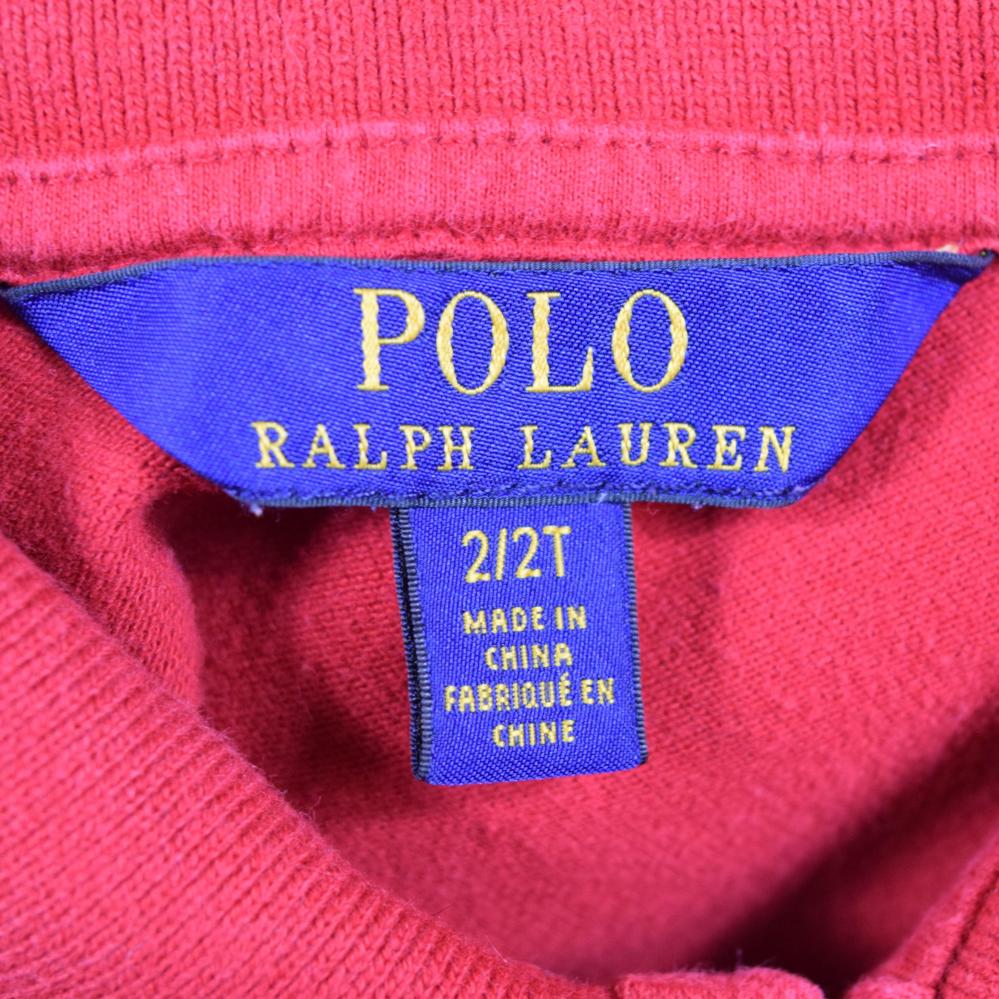 POLO
RALPH LAUREN
2/2T
MADE IN
CHINA
FABRIQUÉ EN
CHINE